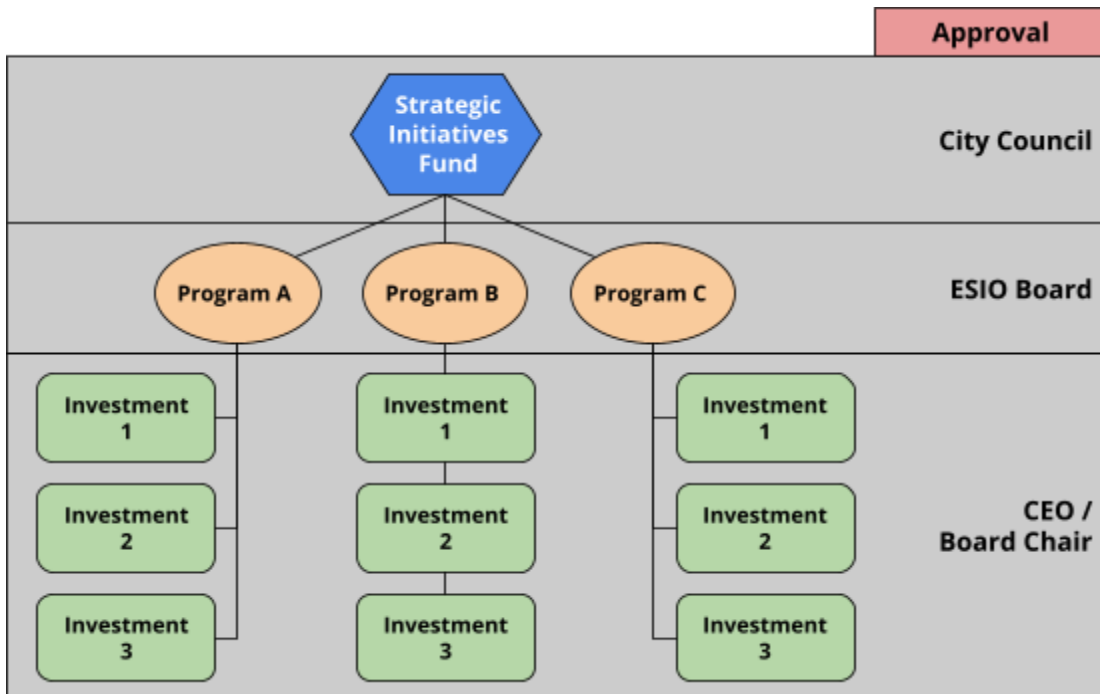 Approval
Strategic
Initiatives
Fund
City Council
Program A
Program B
Program C
ESIO Board
Investment
1
Investment
1
Investment
1
Investment
2
Investment
2
Investment
2
CEO /
Board Chair
Investment
3
Investment
3
Investment
3